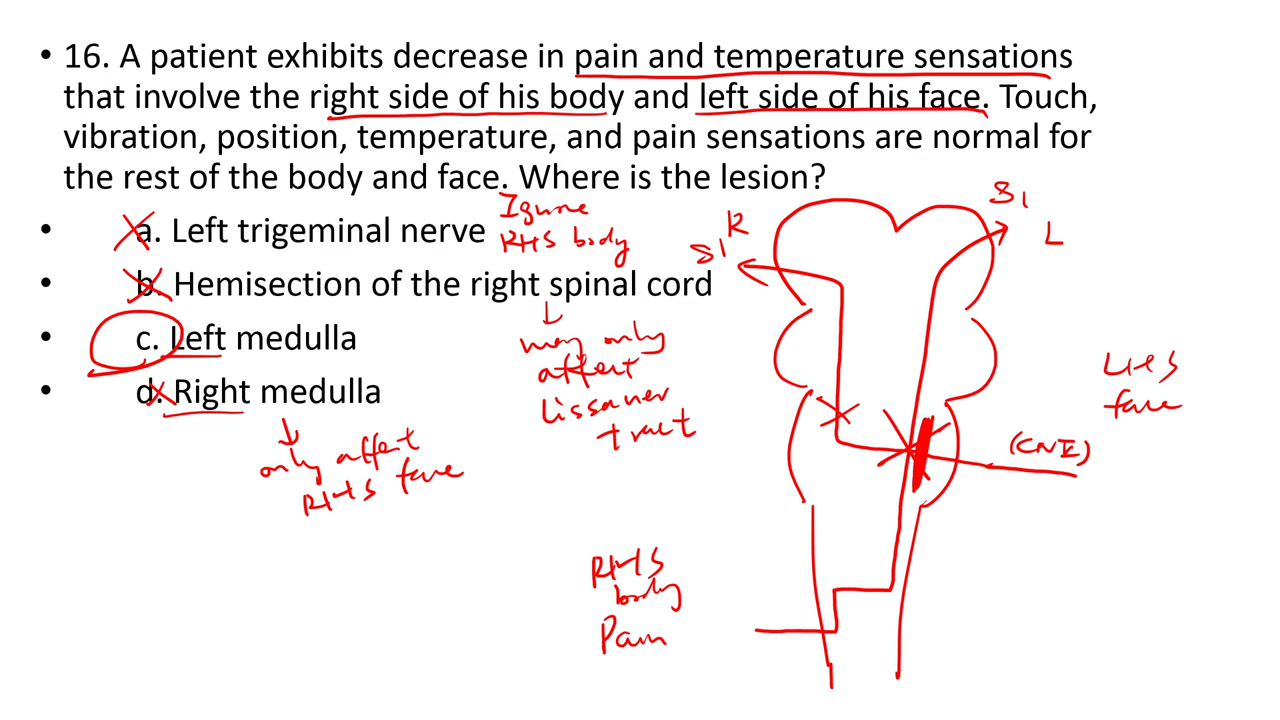 • 16. A patient exhibits decrease in pain and temperature sensations
that involve the right side of his body and left side of his face. Touch,
vibration, position, temperature, and pain sensations are normal for
the rest of the body and face. Where is the lesion?
• a. Left trigeminal nerve
Ignore
RHS body
• b. Hemisection of the right spinal cord
may only
affect
lissauer
tract
• c. Left medulla
• d. Right medulla
only affect
RHS face
S1 R
S1
L
LHS
face
RHS
body
Pain